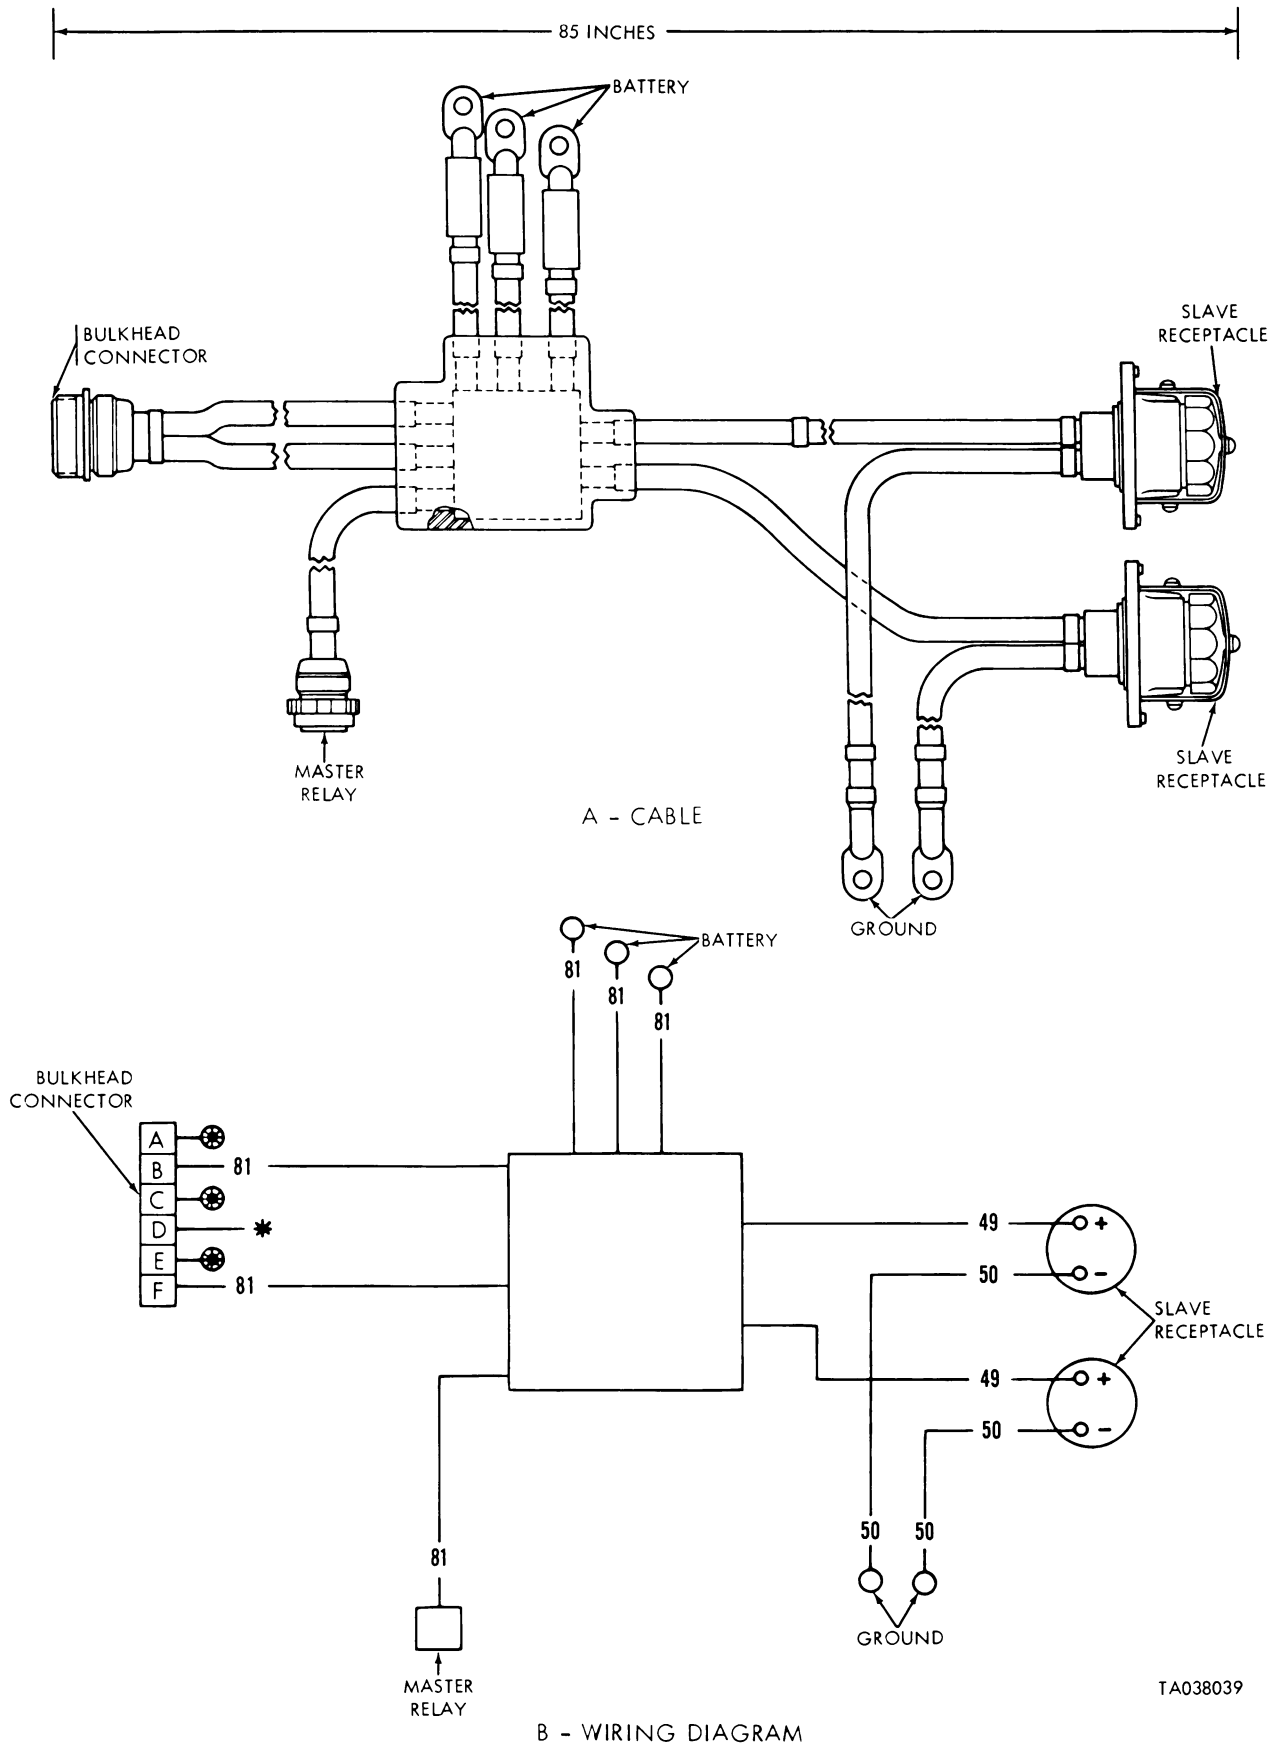 85 INCHES
BATTERY
BULKHEAD
CONNECTOR
SLAVE
RECEPTACLE
MASTER
RELAY
SLAVE
RECEPTACLE
A - CABLE
GROUND
BATTERY
81
81
81
BULKHEAD
CONNECTOR
A
B
81
C
D
*
E
F
81
49
+
50
-
SLAVE
RECEPTACLE
49
+
50
-
81
50
50
GROUND
MASTER
RELAY
TA038039
B - WIRING DIAGRAM